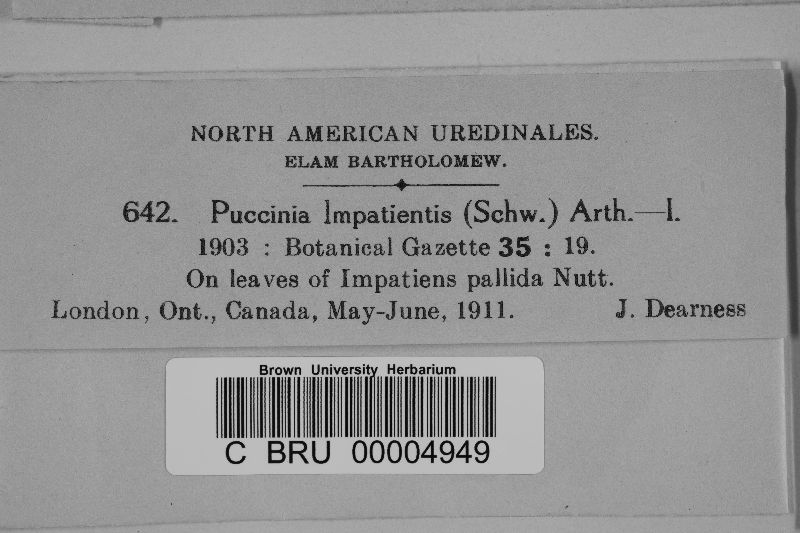 NORTH AMERICAN UREDINALES.
ELAM BARTHOLOMEW.
642. Puccinia Impatientis (Schw.) Arth.—I.
1903 : Botanical Gazette 35 : 19.
On leaves of Impatiens pallida Nutt.
London, Ont., Canada, May-June, 1911. J. Dearness
Brown University Herbarium
C BRU 00004949